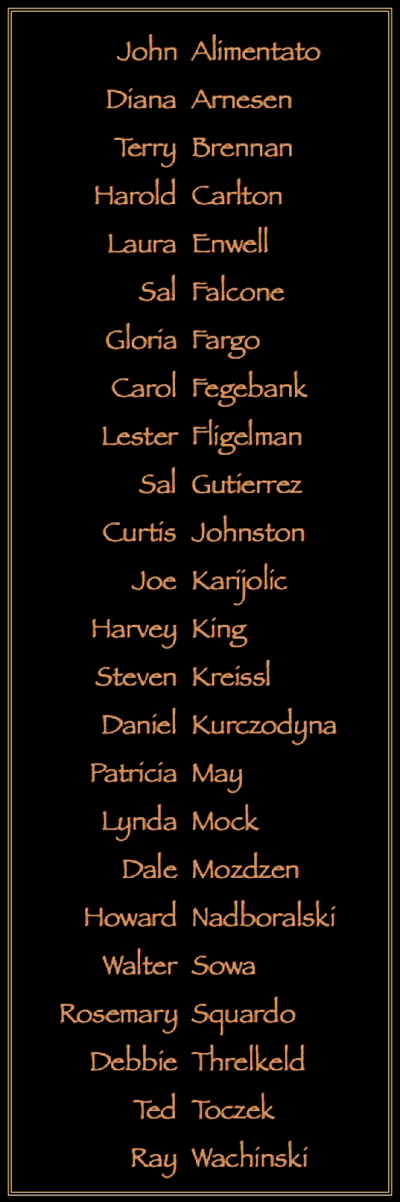 John Alimentato
Diana Arnesen
Terry Brennan
Harold Carlton
Laura Enwell
Sal Falcone
Gloria Fargo
Carol Fegebank
Lester Fligelman
Sal Gutierrez
Curtis Johnston
Joe Karijolic
Harvey King
Steven Kreissl
Daniel Kurczodyna
Patricia May
Lynda Mock
Dale Mozdzen
Howard Nadboralski
Walter Sowa
Rosemary Squardo
Debbie Threlkeld
Ted Toczek
Ray Wachinski